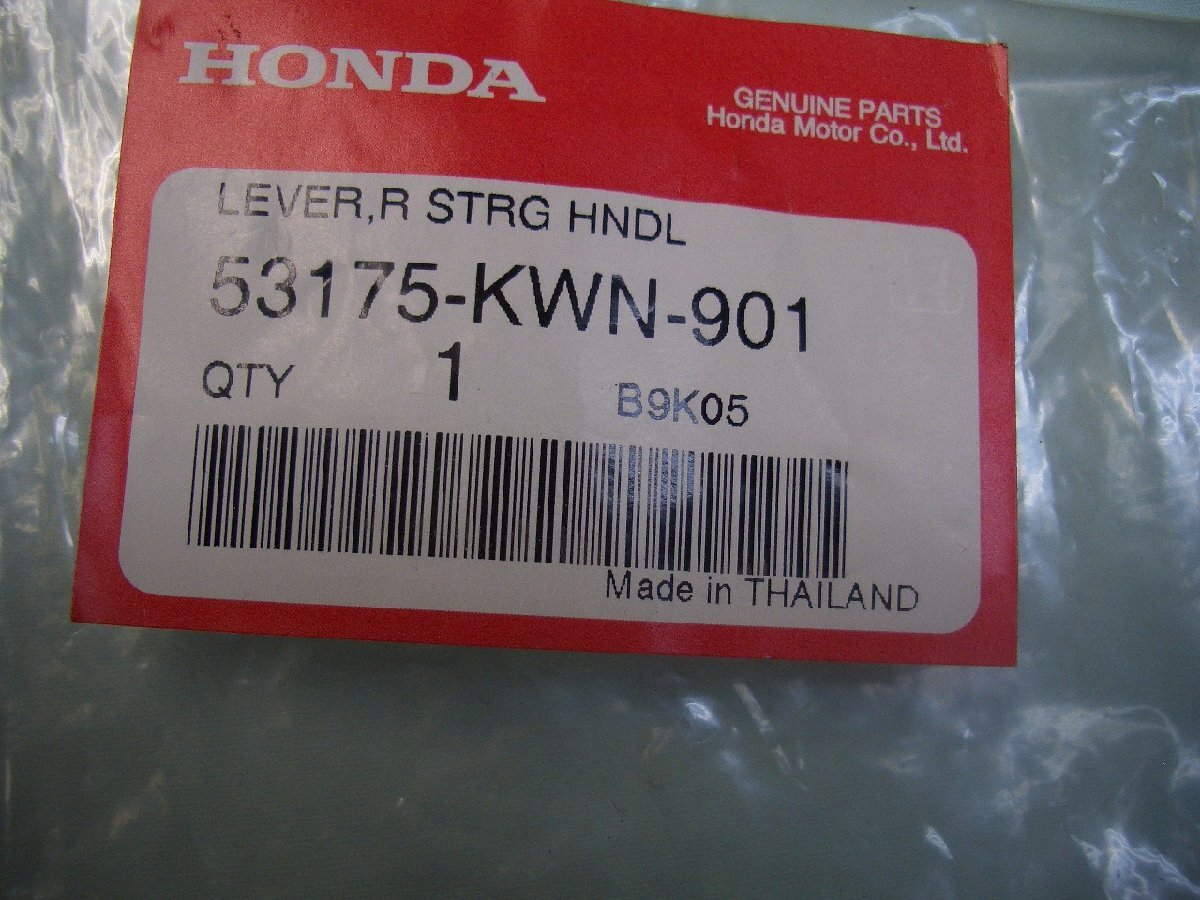 HONDA
GENUINE PARTS
Honda Motor Co., Ltd.
LEVER,R STRG HNDL
53175-KWN-901
QTY 1 B9K05
Made in THAILAND